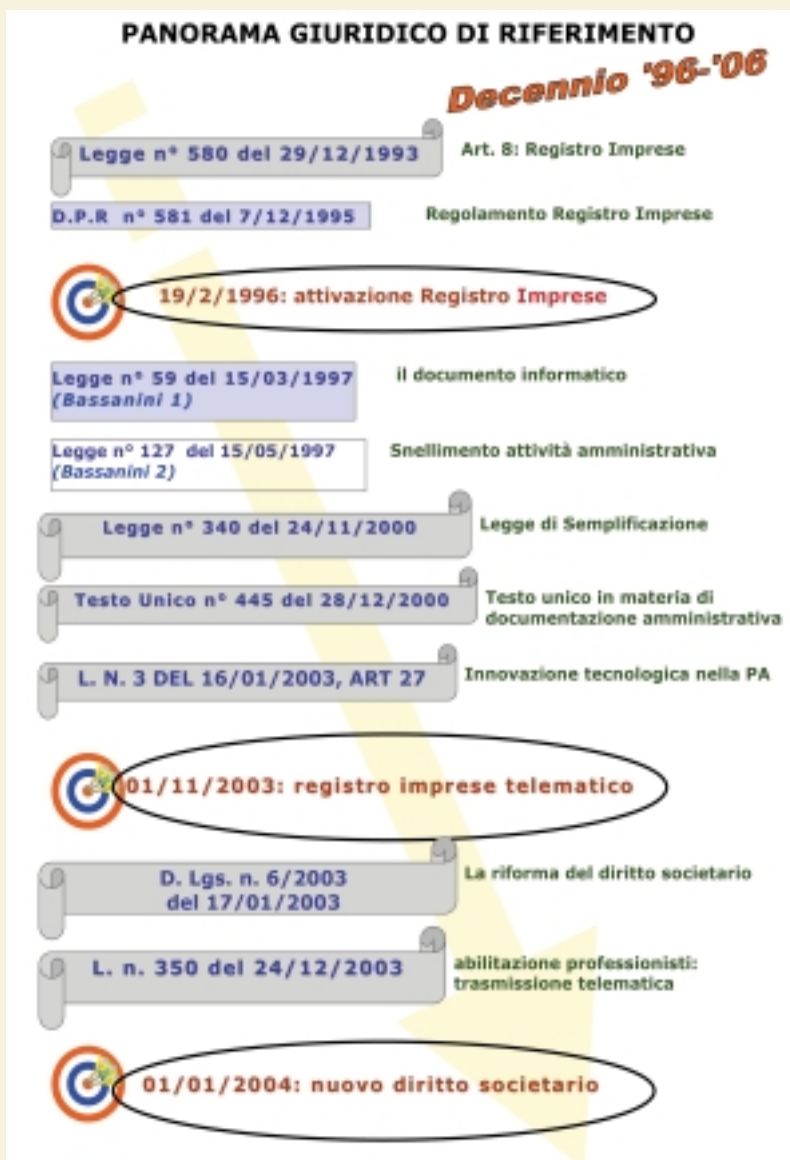 PANORAMA GIURIDICO DI RIFERIMENTO
Decennio '96-'06
Legge n° 580 del 29/12/1993
Art. 8: Registro Imprese
D.P.R n° 581 del 7/12/1995
Regolamento Registro Imprese
19/2/1996: attivazione Registro Imprese
Legge n° 59 del 15/03/1997
(Bassanini 1)
il documento informatico
Legge n° 127 del 15/05/1997
(Bassanini 2)
Snellimento attività amministrativa
Legge n° 340 del 24/11/2000
Legge di Semplificazione
Testo Unico n° 445 del 28/12/2000
Testo unico in materia di
documentazione amministrativa
L. N. 3 DEL 16/01/2003, ART 27
Innovazione tecnologica nella PA
01/11/2003: registro imprese telematico
D. Lgs. n. 6/2003
del 17/01/2003
La riforma del diritto societario
L. n. 350 del 24/12/2003
abilitazione professionisti:
trasmissione telematica
01/01/2004: nuovo diritto societario